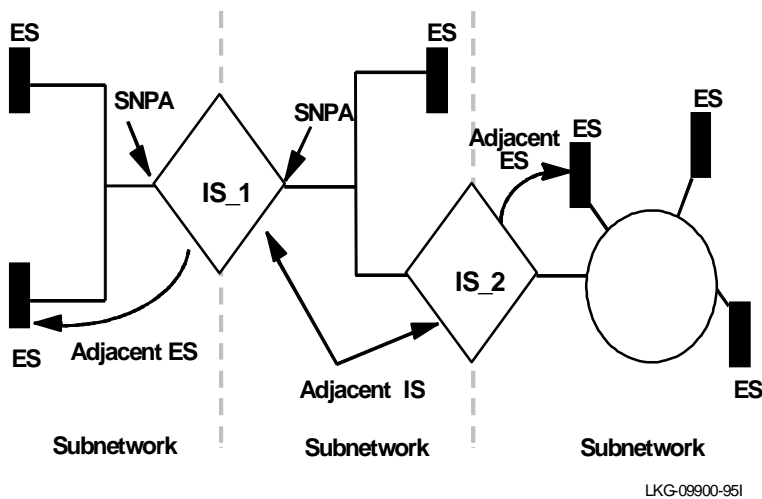 ES
ES
SNPA
SNPA
ES
ES
Adjacent
ES
IS_1
IS_2
ES
Adjacent ES
Adjacent IS
ES
Subnetwork
Subnetwork
Subnetwork
LKG-09900-95I